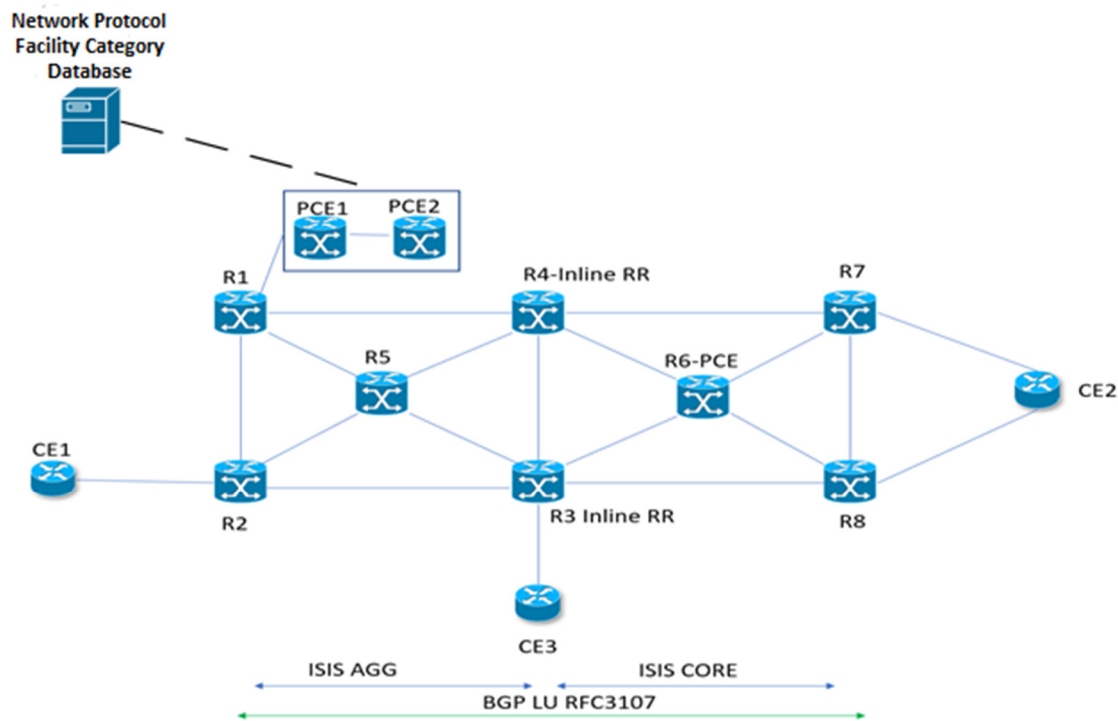 Network Protocol
Facility Category
Database
PCE1
PCE2
R1
R4-Inline RR
R7
R5
R6-PCE
CE2
CE1
R2
R3 Inline RR
R8
CE3
ISIS AGG
ISIS CORE
BGP LU RFC3107